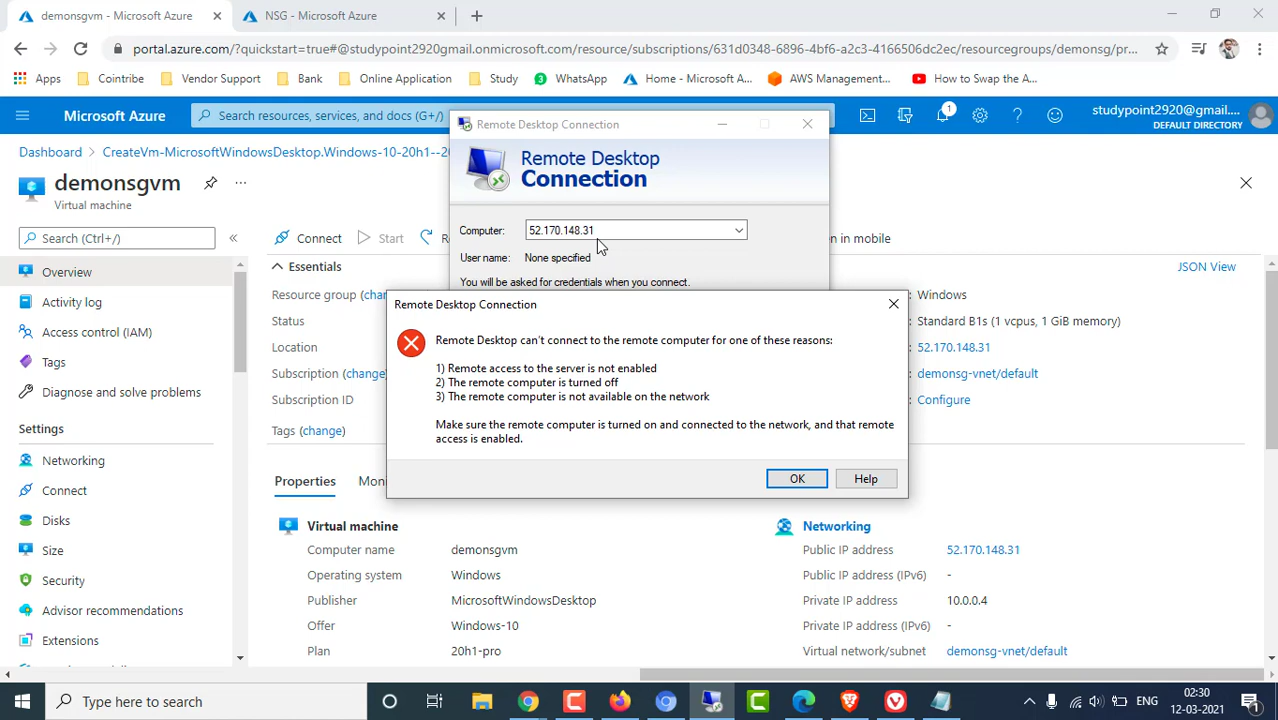 demonsgvm - Microsoft Azure
NSG - Microsoft Azure
portal.azure.com/?quickstart=true#@studypoint2920gmail.onmicrosoft.com/resource/subscriptions/631d0348-6896-4bf6-a2c3-4166506dc2ec/resourcegroups/demonsg/pr...
Apps
Cointribe
Vendor Support
Bank
Online Application
Study
3
WhatsApp
Home - Microsoft A...
AWS Management...
How to Swap the A...
Microsoft Azure
Search resources, services, and docs (G+/)
1
studypoint2920@gmail....
DEFAULT DIRECTORY
Dashboard
CreateVm-MicrosoftWindowsDesktop.Windows-10-20h1--20
demonsgvm
...
Virtual machine
Search (Ctrl+/)
Connect
Start
in mobile
Overview
Activity log
Access control (IAM)
Tags
Diagnose and solve problems
Settings
Networking
Connect
Disks
Size
Security
Advisor recommendations
Extensions
Essentials
JSON View
Resource group (
Status
Location
Subscription (change
Subscription ID
Tags (change)
: Windows
: Standard B1s (1 vcpus, 1 GiB memory)
: 52.170.148.31
: demonsg-vnet/default
: Configure
Remote Desktop Connection
Remote Desktop
Connection
Computer:
52.170.148.31
User name:
None specified
You will be asked for credentials when you connect.
Remote Desktop Connection
Remote Desktop can't connect to the remote computer for one of these reasons:
1) Remote access to the server is not enabled
2) The remote computer is turned off
3) The remote computer is not available on the network
Make sure the remote computer is turned on and connected to the network, and that remote
access is enabled.
OK
Help
Properties
Virtual machine
Computer name
demonsgvm
Operating system
Windows
Publisher
MicrosoftWindowsDesktop
Offer
Windows-10
Plan
20h1-pro
Networking
Public IP address
52.170.148.31
Public IP address (IPv6)
-
Private IP address
10.0.0.4
Private IP address (IPv6)
-
Virtual network/subnet
demonsg-vnet/default
Type here to search
ENG
02:30
12-03-2021
1